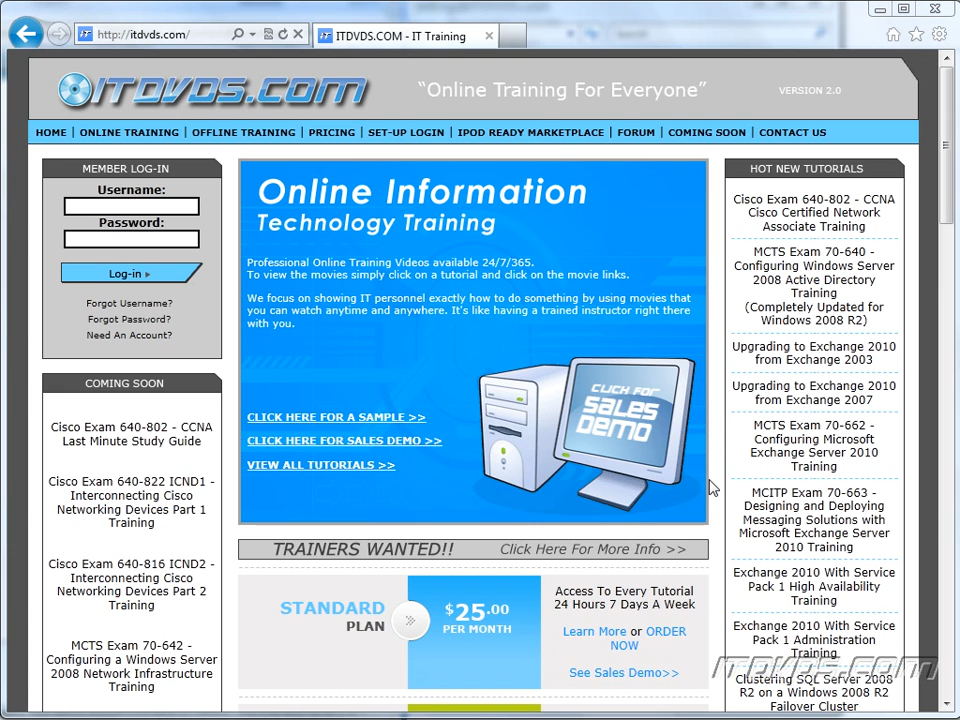 http://itdvds.com/
ITDVDS.COM - IT Training
ITDVDS.COM
“Online Training For Everyone”
VERSION 2.0
HOME | ONLINE TRAINING | OFFLINE TRAINING | PRICING | SET-UP LOGIN | IPOD READY MARKETPLACE | FORUM | COMING SOON | CONTACT US
MEMBER LOG-IN
Username:
Password:
Log-in
Forgot Username?
Forgot Password?
Need An Account?
COMING SOON
Cisco Exam 640-802 - CCNA
Last Minute Study Guide
Cisco Exam 640-822 ICND1 -
Interconnecting Cisco
Networking Devices Part 1
Training
Cisco Exam 640-816 ICND2 -
Interconnecting Cisco
Networking Devices Part 2
Training
MCTS Exam 70-642 -
Configuring a Windows Server
2008 Network Infrastructure
Training
Online Information
Technology Training
Professional Online Training Videos available 24/7/365.
To view the movies simply click on a tutorial and click on the movie links.
We focus on showing IT personnel exactly how to do something by using movies that
you can watch anytime and anywhere. It's like having a trained instructor right there
with you.
CLICK HERE FOR A SAMPLE >>
CLICK HERE FOR SALES DEMO >>
VIEW ALL TUTORIALS >>
CLICK FOR
SALES
DEMO
TRAINERS WANTED!! Click Here For More Info >>
STANDARD
PLAN
$25.00
PER MONTH
Access To Every Tutorial
24 Hours 7 Days A Week
Learn More or ORDER
NOW
See Sales Demo>>
HOT NEW TUTORIALS
Cisco Exam 640-802 - CCNA
Cisco Certified Network
Associate Training
MCTS Exam 70-640 -
Configuring Windows Server
2008 Active Directory
Training
(Completely Updated for
Windows 2008 R2)
Upgrading to Exchange 2010
from Exchange 2003
Upgrading to Exchange 2010
from Exchange 2007
MCTS Exam 70-662 -
Configuring Microsoft
Exchange Server 2010
Training
MCITP Exam 70-663 -
Designing and Deploying
Messaging Solutions with
Microsoft Exchange Server
2010 Training
Exchange 2010 With Service
Pack 1 High Availability
Training
Exchange 2010 With Service
Pack 1 Administration
Training
Clustering SQL Server 2008
R2 on a Windows 2008 R2
Failover Cluster
ITDVDS.COM